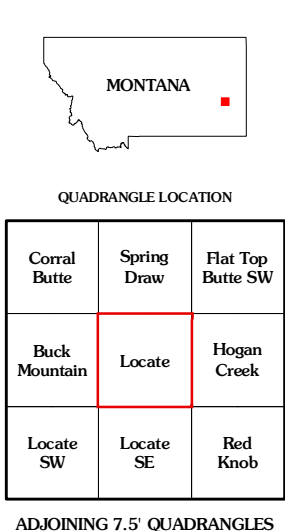 MONTANA
QUADRANGLE LOCATION
Corral
Butte
Spring
Draw
Flat Top
Butte SW
Buck
Mountain
Locate
Hogan
Creek
Locate
SW
Locate
SE
Red
Knob
ADJOINING 7.5' QUADRANGLES